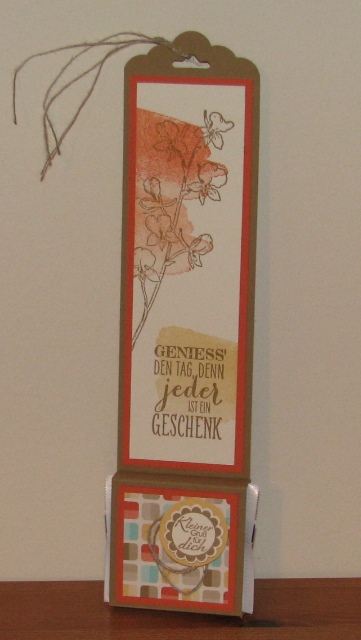 GENIESS'
DEN TAG, DENN
jeder
IST EIN
GESCHENK
Kleiner
Gruß
für
dich